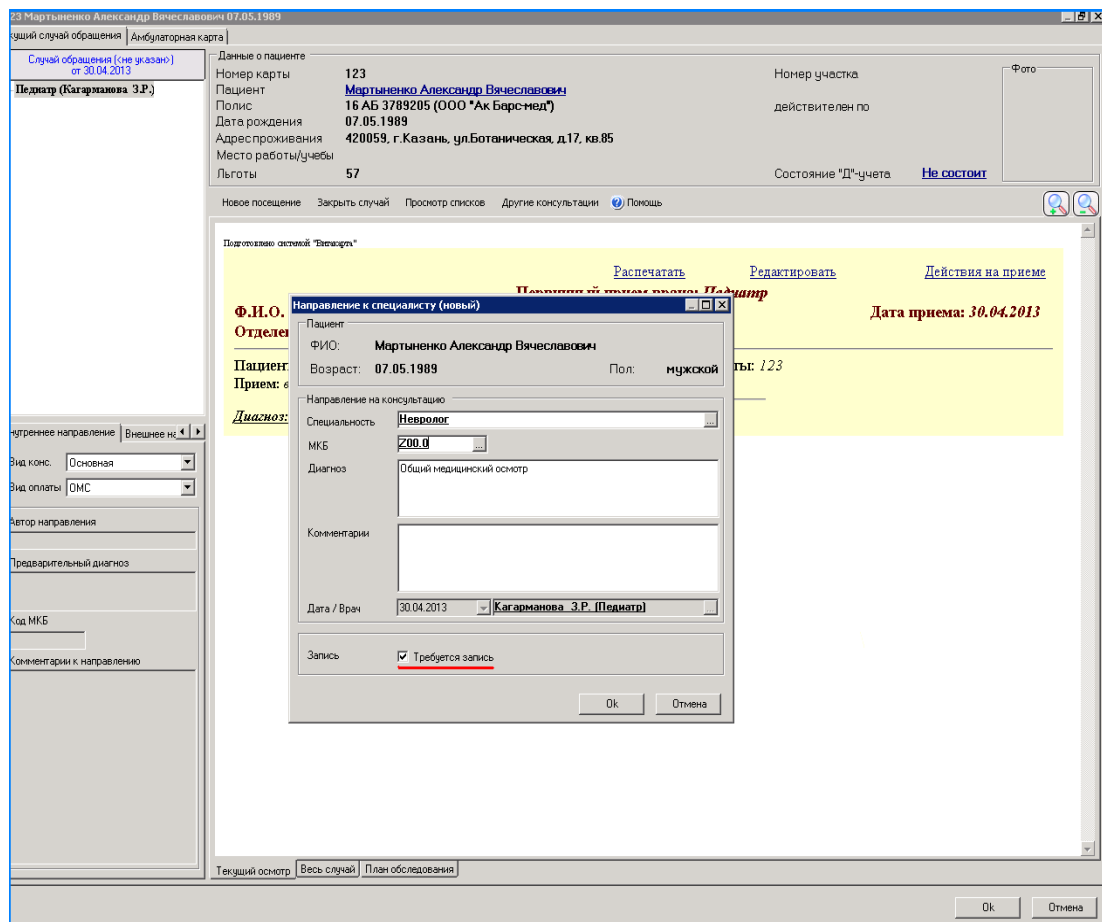 23 Мартыненко Александр Вячеславович 07.05.1989
кущий случай обращения Амбулаторная карта
Случай обращения (<не указан>)
от 30.04.2013
Педиатр (Кагарманова З.Р.)
Данные о пациенте
Номер карты 123 Номер участка Фото
Пациент Мартыненко Александр Вячеславович
Полис 16 АБ 3789205 (ООО "Ак Барс-мед") действителен по
Дата рождения 07.05.1989
Адрес проживания 420059, г.Казань, ул.Ботаническая, д.17, кв.85
Место работы/учебы
Льготы 57 Состояние "Д"-учета Не состоит
Новое посещение Закрыть случай Просмотр списков Другие консультации Помощь
Подготовлено системой "Витакарта"
Распечатать Редактировать Действия на приеме
Первичный прием врача: Педиатр
Ф.И.О. Дата приема: 30.04.2013
Отделе
Пациен ты: 123
Прием: в
Диагноз:
Направление к специалисту (новый)
Пациент
ФИО: Мартыненко Александр Вячеславович
Возраст: 07.05.1989 Пол: мужской
Направление на консультацию
Специальность Невролог ...
МКБ Z00.0 ...
Диагноз Общий медицинский осмотр
Комментарии
Дата / Врач 30.04.2013 Кагарманова З.Р. (Педиатр) ...
Запись Требуется запись
Ok Отмена
нутреннее направление Внешнее на
Вид конс. Основная
Вид оплаты ОМС
Автор направления
Предварительный диагноз
Код МКБ
Комментарии к направлению
Текущий осмотр Весь случай План обследования
Ok Отмена